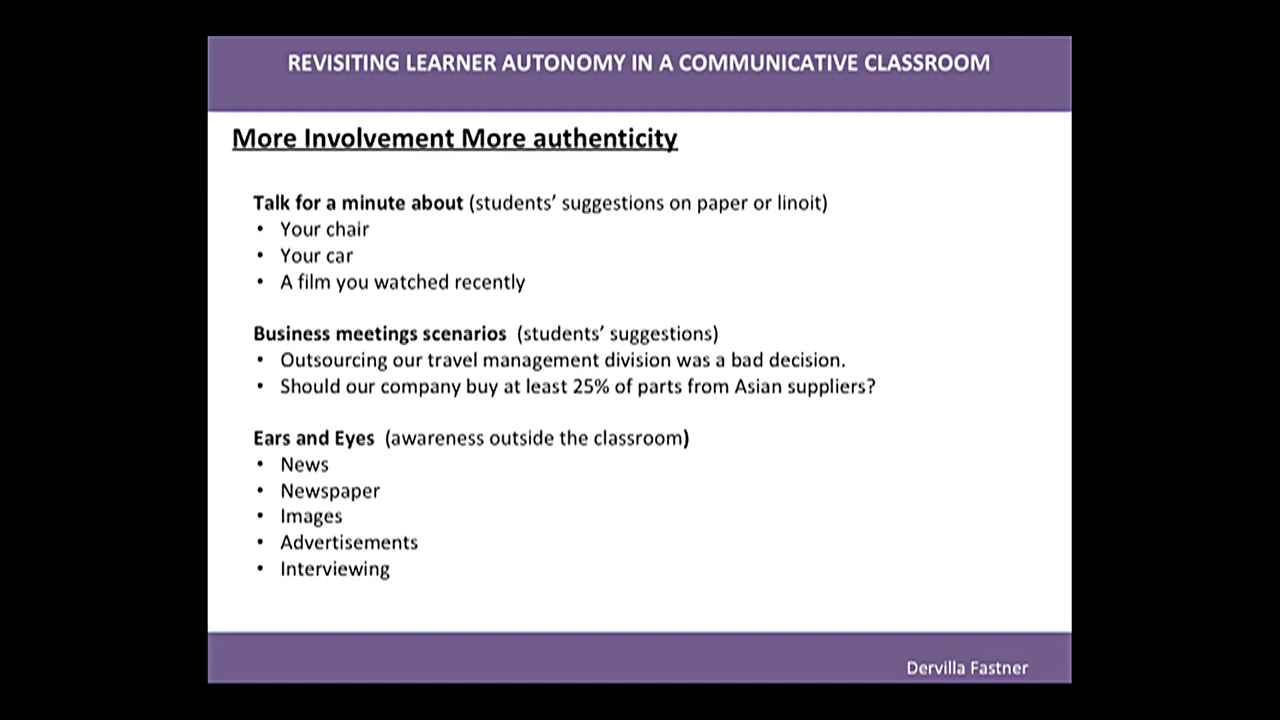 REVISITING LEARNER AUTONOMY IN A COMMUNICATIVE CLASSROOM
More Involvement More authenticity
Talk for a minute about (students’ suggestions on paper or linoit)
• Your chair
• Your car
• A film you watched recently
Business meetings scenarios (students’ suggestions)
• Outsourcing our travel management division was a bad decision.
• Should our company buy at least 25% of parts from Asian suppliers?
Ears and Eyes (awareness outside the classroom)
• News
• Newspaper
• Images
• Advertisements
• Interviewing
Dervilla Fastner